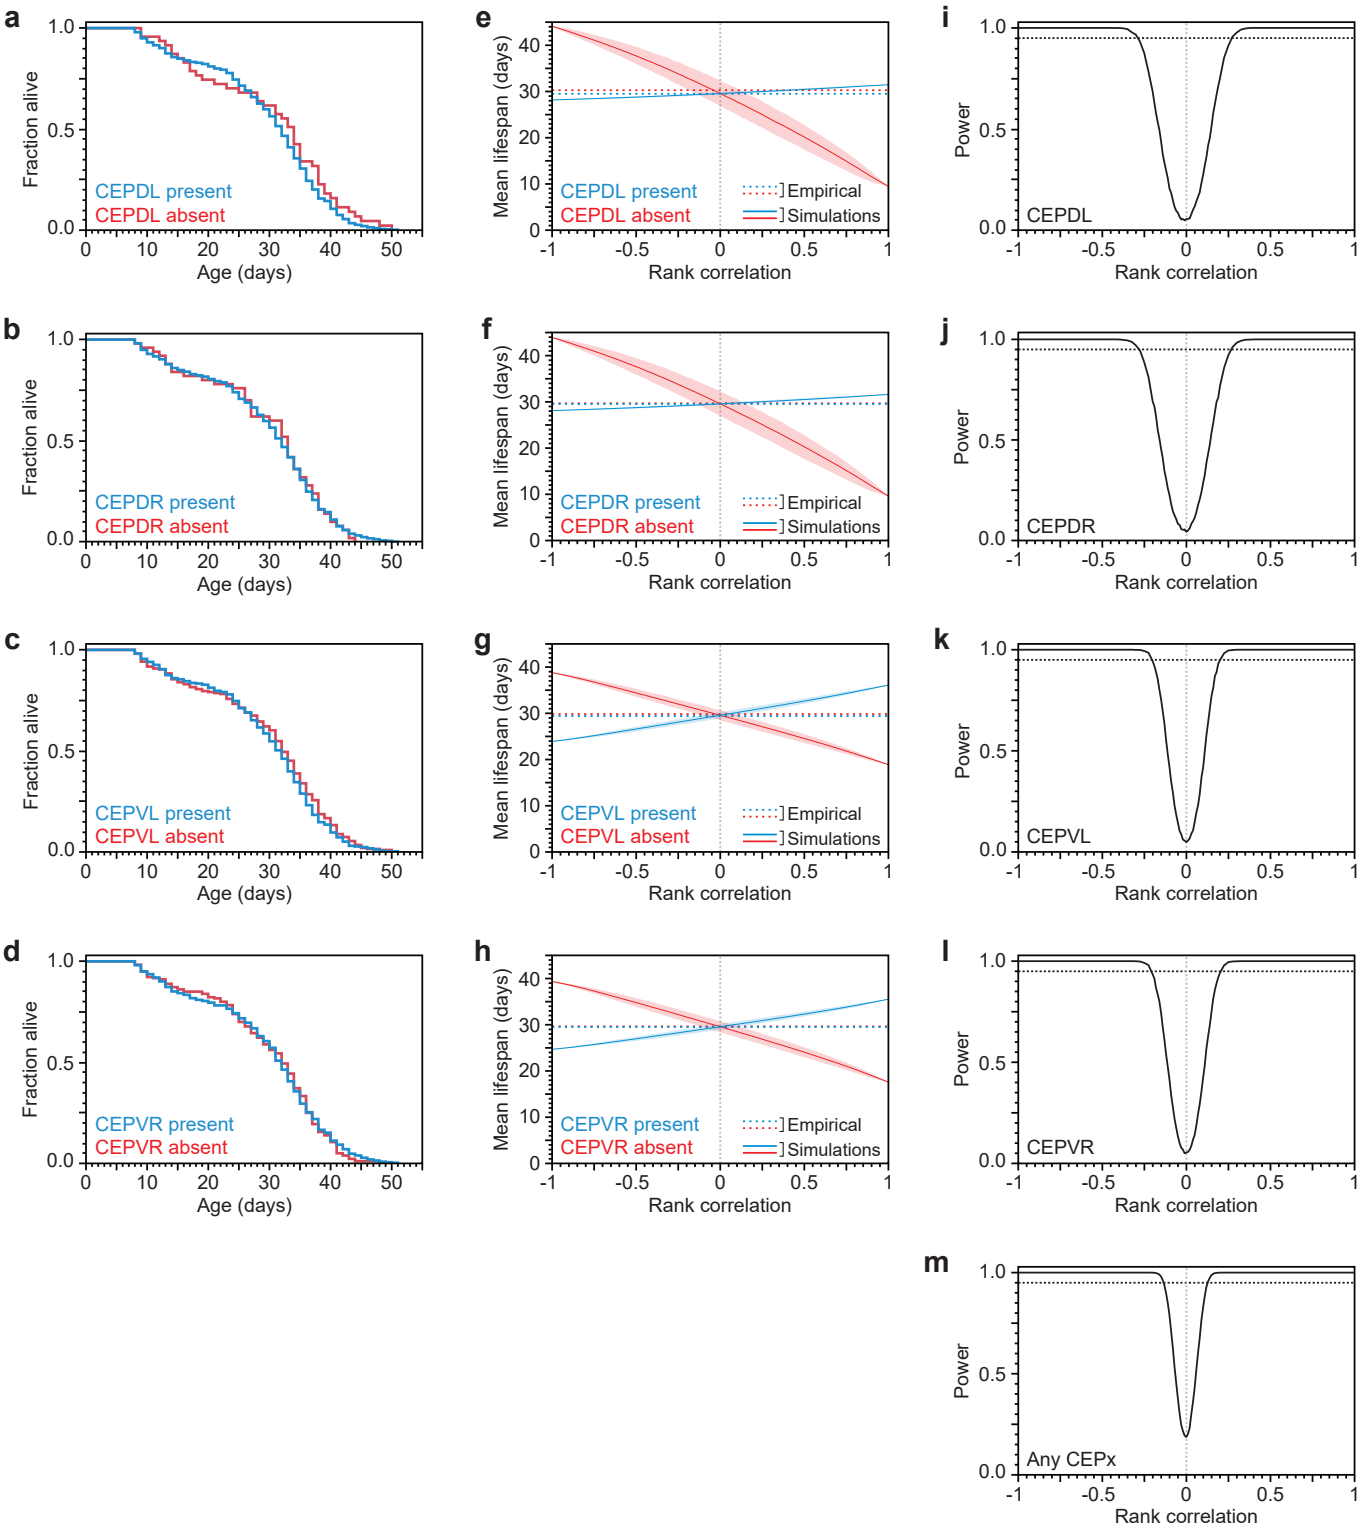 a
1.0
0.5
0.0
Fraction alive
CEPDL present
CEPDL absent
0 10 20 30 40 50
Age (days)
e
40
30
20
10
0
Mean lifespan (days)
CEPDL present
CEPDL absent
Empirical
Simulations
-1 -0.5 0 0.5 1
Rank correlation
i
1.0
0.5
0.0
Power
CEPDL
-1 -0.5 0 0.5 1
Rank correlation
b
1.0
0.5
0.0
Fraction alive
CEPDR present
CEPDR absent
0 10 20 30 40 50
Age (days)
f
40
30
20
10
0
Mean lifespan (days)
CEPDR present
CEPDR absent
Empirical
Simulations
-1 -0.5 0 0.5 1
Rank correlation
j
1.0
0.5
0.0
Power
CEPDR
-1 -0.5 0 0.5 1
Rank correlation
c
1.0
0.5
0.0
Fraction alive
CEPVL present
CEPVL absent
0 10 20 30 40 50
Age (days)
g
40
30
20
10
0
Mean lifespan (days)
CEPVL present
CEPVL absent
Empirical
Simulations
-1 -0.5 0 0.5 1
Rank correlation
k
1.0
0.5
0.0
Power
CEPVL
-1 -0.5 0 0.5 1
Rank correlation
d
1.0
0.5
0.0
Fraction alive
CEPVR present
CEPVR absent
0 10 20 30 40 50
Age (days)
h
40
30
20
10
0
Mean lifespan (days)
CEPVR present
CEPVR absent
Empirical
Simulations
-1 -0.5 0 0.5 1
Rank correlation
l
1.0
0.5
0.0
Power
CEPVR
-1 -0.5 0 0.5 1
Rank correlation
m
1.0
0.5
0.0
Power
Any CEPx
-1 -0.5 0 0.5 1
Rank correlation